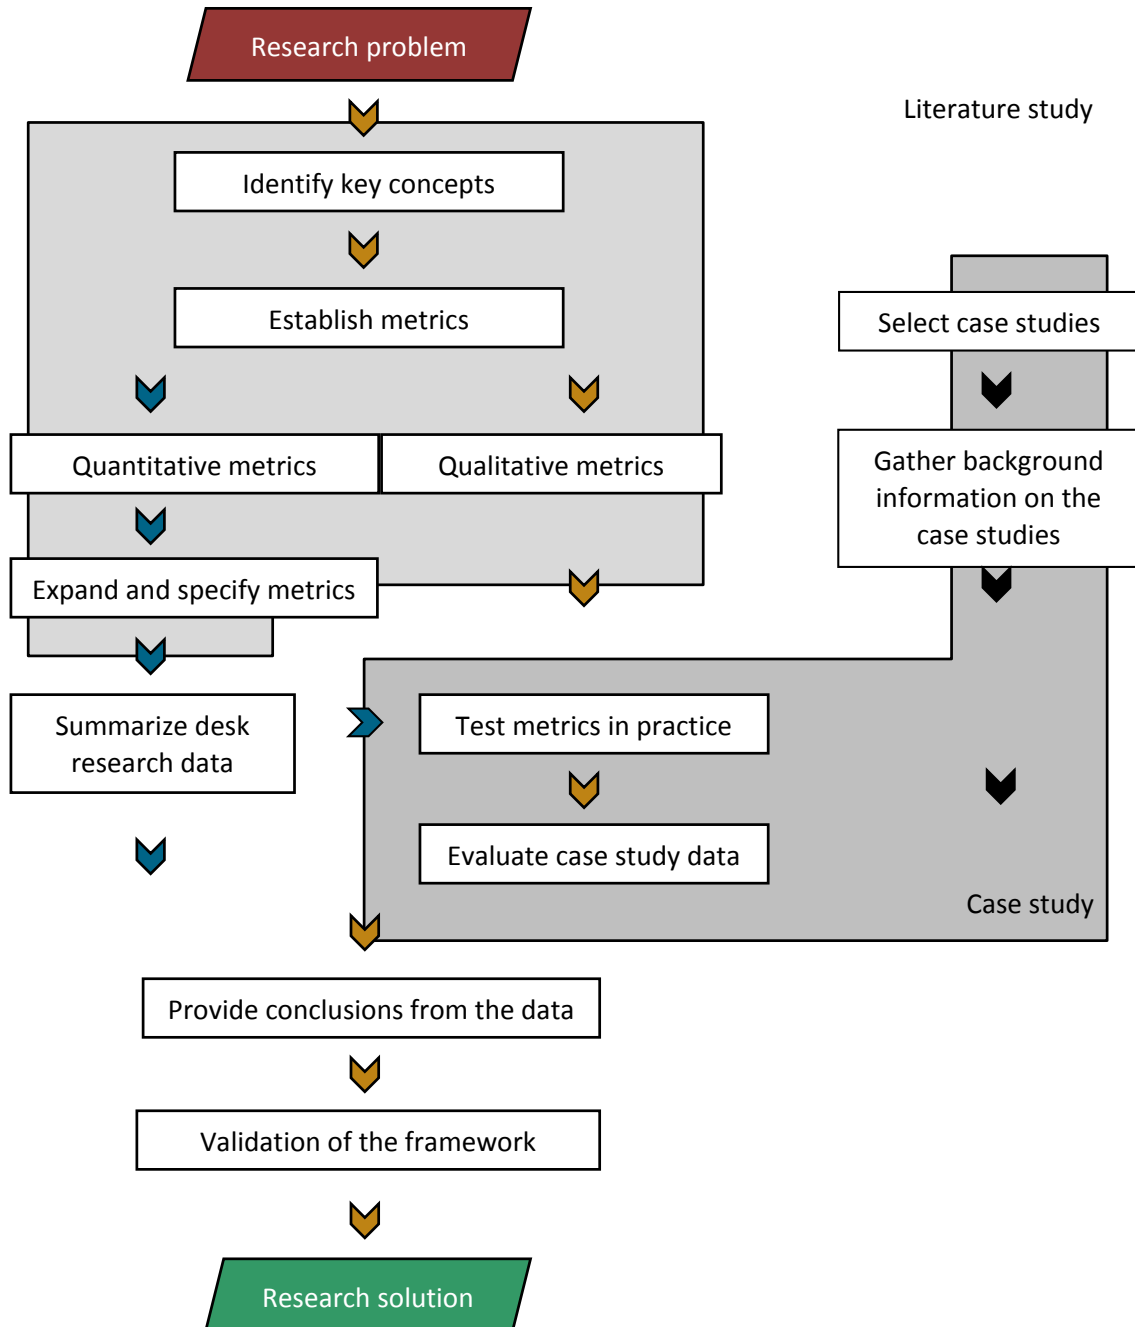 Research problem
Literature study
Identify key concepts
Establish metrics
Select case studies
Quantitative metrics
Qualitative metrics
Gather background
information on the
case studies
Expand and specify metrics
Summarize desk
research data
Test metrics in practice
Evaluate case study data
Case study
Provide conclusions from the data
Validation of the framework
Research solution